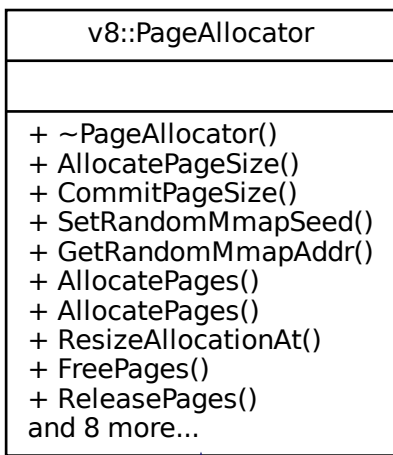 v8::PageAllocator
+ ~PageAllocator()
+ AllocatePageSize()
+ CommitPageSize()
+ SetRandomMmapSeed()
+ GetRandomMmapAddr()
+ AllocatePages()
+ AllocatePages()
+ ResizeAllocationAt()
+ FreePages()
+ ReleasePages()
and 8 more...